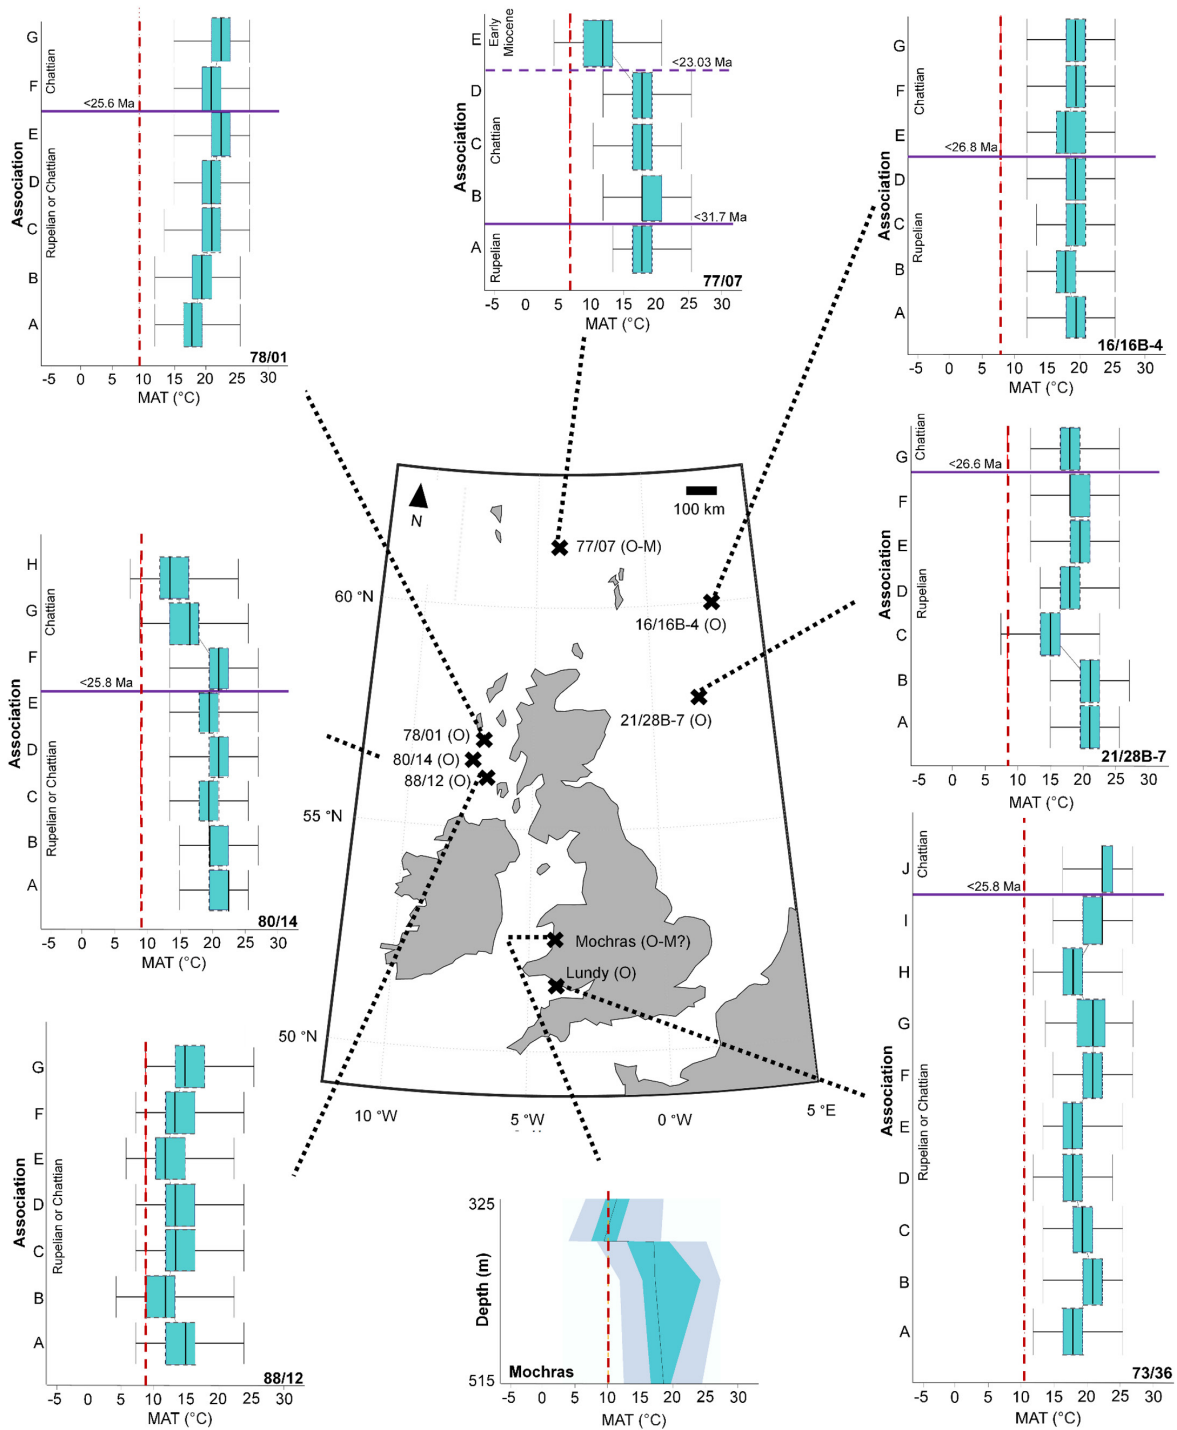 G
F
E
D
C
B
A
Association
Chattian
Rupelian or Chattian
<25.6 Ma
78/01
-5 0 5 10 15 20 25 30
MAT (°C)
E
D
C
B
A
Association
Early
Miocene
Chattian
Rupelian
<23.03 Ma
<31.7 Ma
77/07
-5 0 5 10 15 20 25 30
MAT (°C)
G
F
E
D
C
B
A
Association
Chattian
Rupelian
<26.8 Ma
16/16B-4
-5 0 5 10 15 20 25 30
MAT (°C)
G
F
E
D
C
B
A
Association
Chattian
Rupelian
<26.6 Ma
21/28B-7
-5 0 5 10 15 20 25 30
MAT (°C)
H
G
F
E
D
C
B
A
Association
Chattian
Rupelian or Chattian
<25.8 Ma
80/14
-5 0 5 10 15 20 25 30
MAT (°C)
N
100 km
77/07 (O-M)
60 °N
16/16B-4 (O)
21/28B-7 (O)
78/01 (O)
80/14 (O)
88/12 (O)
55 °N
Mochras (O-M?)
Lundy (O)
50 °N
10 °W
5 °W
0 °W
5 °E
J
I
H
G
F
E
D
C
B
A
Association
Chattian
Rupelian or Chattian
<25.8 Ma
73/36
-5 0 5 10 15 20 25 30
MAT (°C)
G
F
E
D
C
B
A
Association
Rupelian or Chattian
88/12
-5 0 5 10 15 20 25 30
MAT (°C)
325
Depth (m)
515
Mochras
-5 0 5 10 15 20 25 30
MAT (°C)